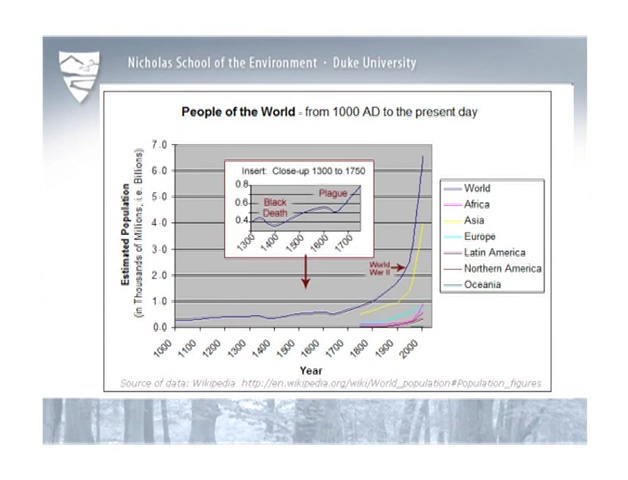 Nicholas School of the Environment · Duke University
People of the World - from 1000 AD to the present day
Estimated Population
(in Thousands of Millions, i.e. Billions)
7.0
6.0
5.0
4.0
3.0
2.0
1.0
0.0
Insert: Close-up 1300 to 1750
0.8
0.6
0.4
Black
Death
Plague
1300
1400
1500
1600
1700
World
War II
1000
1100
1200
1300
1400
1500
1600
1700
1800
1900
2000
Year
World
Africa
Asia
Europe
Latin America
Northern America
Oceania
Source of data: Wikipedia http://en.wikipedia.org/wiki/World_population#Population_figures